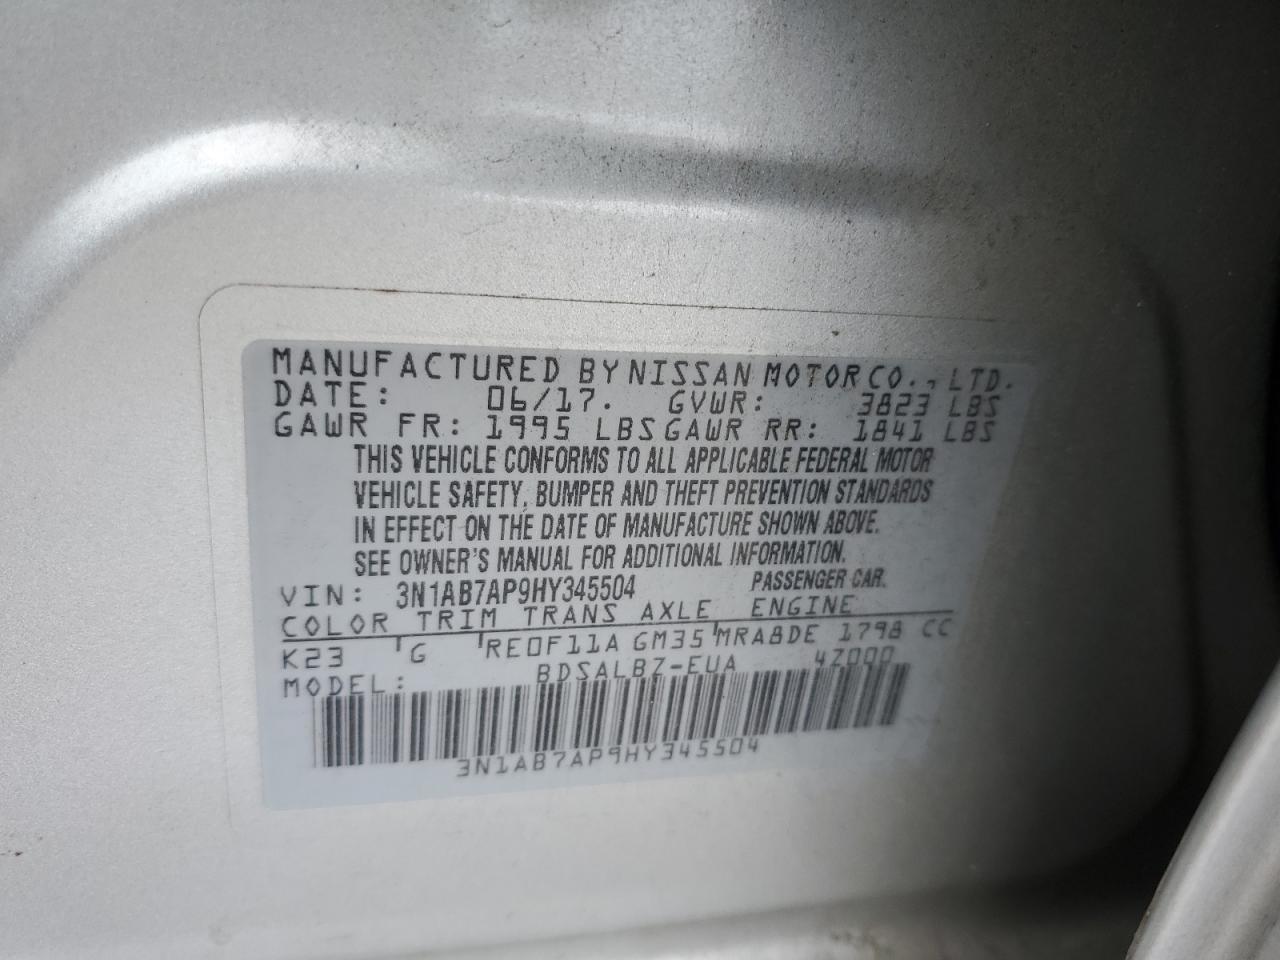 MANUFACTURED BY NISSAN MOTOR CO., LTD.
DATE: 06/17. GVWR: 3823 LBS
GAWR FR: 1995 LBS GAWR RR: 1841 LBS
THIS VEHICLE CONFORMS TO ALL APPLICABLE FEDERAL MOTOR
VEHICLE SAFETY, BUMPER AND THEFT PREVENTION STANDARDS
IN EFFECT ON THE DATE OF MANUFACTURE SHOWN ABOVE.
SEE OWNER'S MANUAL FOR ADDITIONAL INFORMATION.
VIN: 3N1AB7AP9HY345504 PASSENGER CAR.
COLOR TRIM TRANS AXLE ENGINE
K23 G RE0F11A GM35 MRA8DE 1798 CC
MODEL: BDSALBZ-EUA 4Z000
3N1AB7AP9HY345504